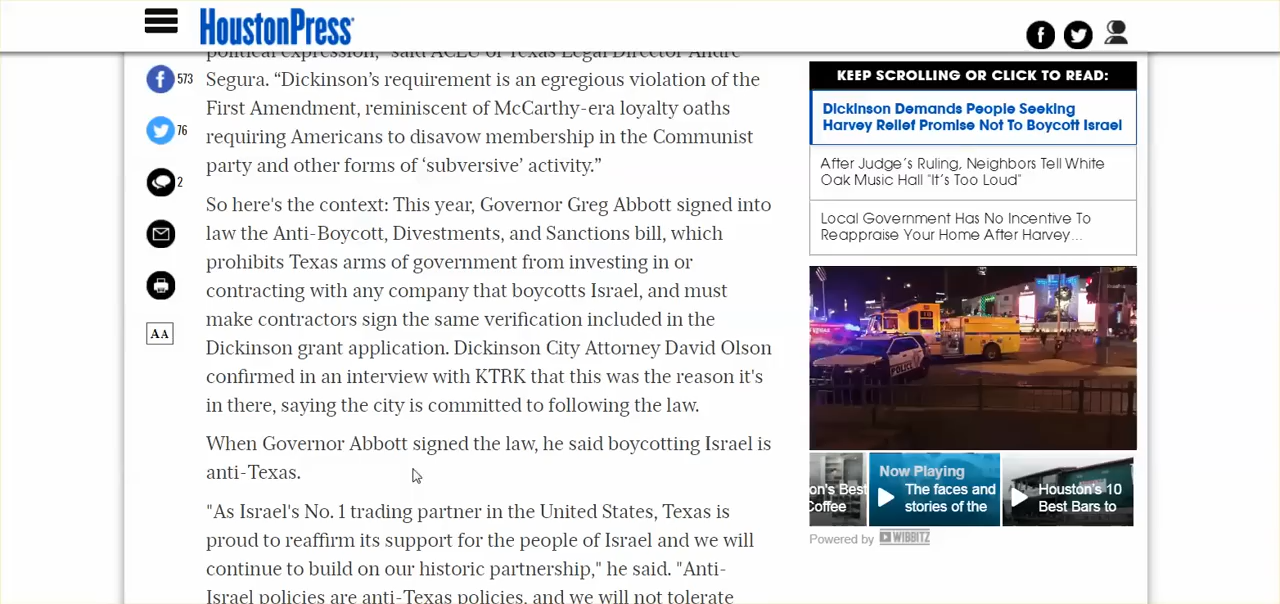 HoustonPress
political expression," said ACLU of Texas Legal Director Andre
573
Segura. “Dickinson’s requirement is an egregious violation of the
First Amendment, reminiscent of McCarthy-era loyalty oaths
76
requiring Americans to disavow membership in the Communist
party and other forms of ‘subversive’ activity.”
2
So here's the context: This year, Governor Greg Abbott signed into
law the Anti-Boycott, Divestments, and Sanctions bill, which
prohibits Texas arms of government from investing in or
contracting with any company that boycotts Israel, and must
make contractors sign the same verification included in the
AA
Dickinson grant application. Dickinson City Attorney David Olson
confirmed in an interview with KTRK that this was the reason it's
in there, saying the city is committed to following the law.
When Governor Abbott signed the law, he said boycotting Israel is
anti-Texas.
"As Israel's No. 1 trading partner in the United States, Texas is
proud to reaffirm its support for the people of Israel and we will
continue to build on our historic partnership," he said. "Anti-
Israel policies are anti-Texas policies, and we will not tolerate
KEEP SCROLLING OR CLICK TO READ:
Dickinson Demands People Seeking
Harvey Relief Promise Not To Boycott Israel
After Judge’s Ruling, Neighbors Tell White
Oak Music Hall "It’s Too Loud"
Local Government Has No Incentive To
Reappraise Your Home After Harvey...
POLICE
on's Best
Coffee
Now Playing
The faces and
stories of the
Houston's 10
Best Bars to
Powered by WIBBITZ